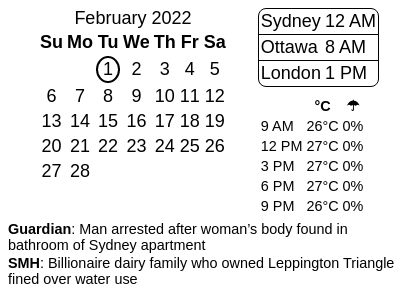 February 2022
Su Mo Tu We Th Fr Sa
1 2 3 4 5
6 7 8 9 10 11 12
13 14 15 16 17 18 19
20 21 22 23 24 25 26
27 28
Sydney 12 AM
Ottawa 8 AM
London 1 PM
°C ☂
9 AM 26°C 0%
12 PM 27°C 0%
3 PM 27°C 0%
6 PM 27°C 0%
9 PM 26°C 0%
Guardian: Man arrested after woman’s body found in
bathroom of Sydney apartment
SMH: Billionaire dairy family who owned Leppington Triangle
fined over water use